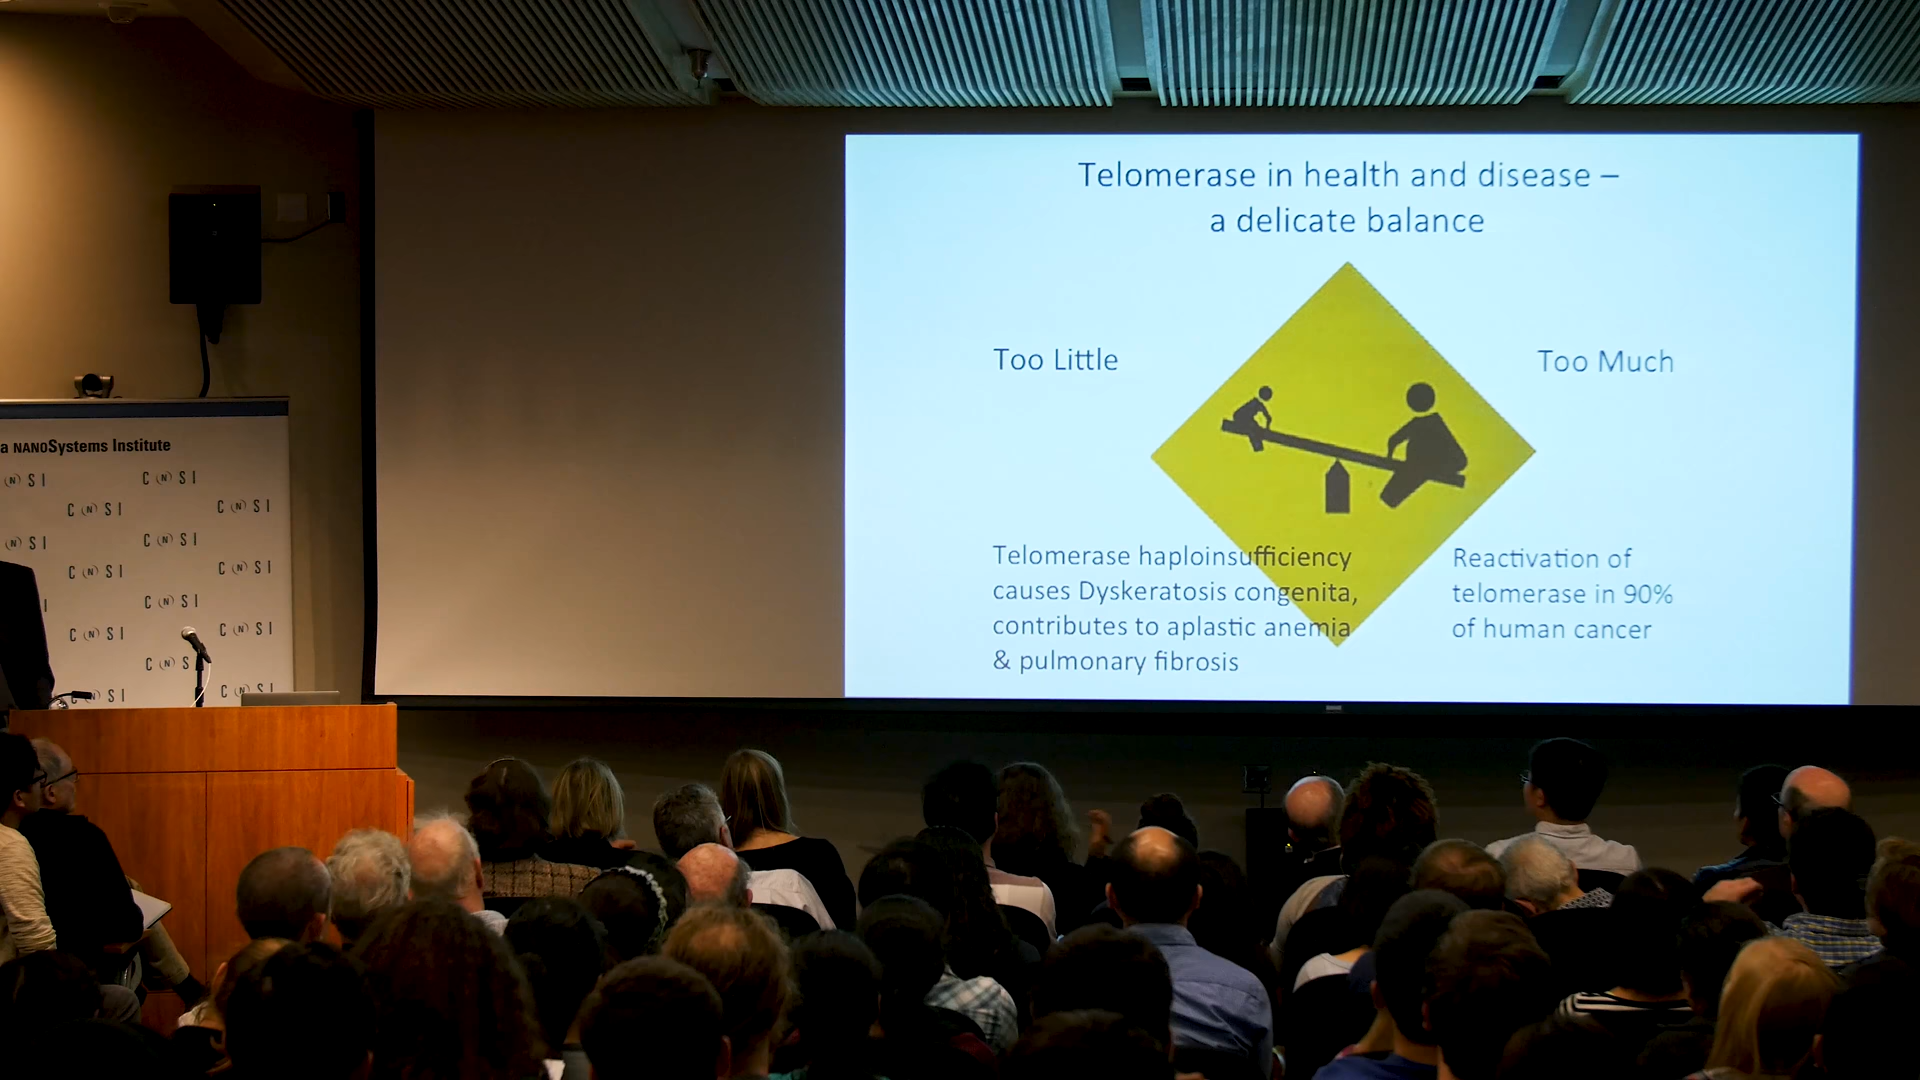 Telomerase in health and disease –
a delicate balance
Too Little
Too Much
Telomerase haploinsufficiency
causes Dyskeratosis congenita,
contributes to aplastic anemia
& pulmonary fibrosis
Reactivation of
telomerase in 90%
of human cancer
a NANOSystems Institute
(N) S I
C (N) S I
C (N) S I
C (N) S I
(N) S I
C (N) S I
C (N) S I
C (N) S I
C (N) S I
C (N) S I
C (N) S I
C (N) S
(N) S I
C (N) S I